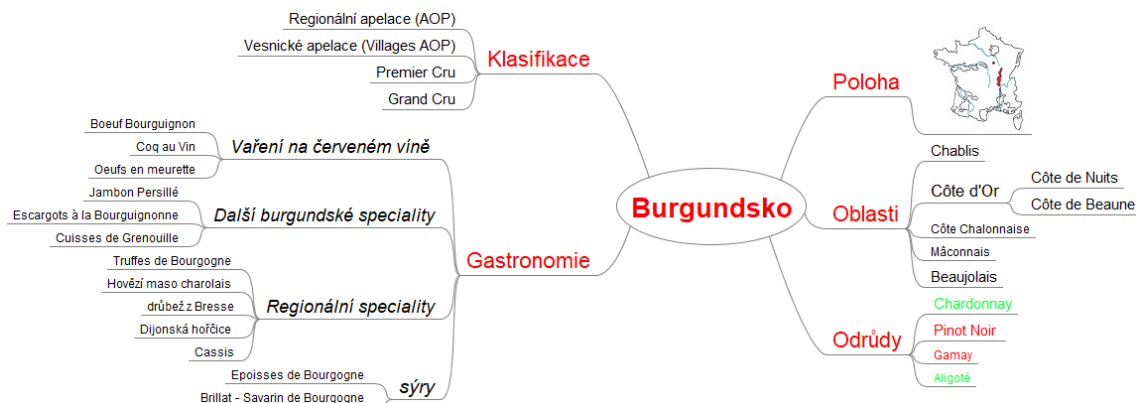 Burgundsko
Klasifikace
Regionální apelace (AOP)
Vesnické apelace (Villages AOP)
Premier Cru
Grand Cru
Gastronomie
Vaření na červeném víně
Boeuf Bourguignon
Coq au Vin
Oeufs en meurette
Další burgundské speciality
Jambon Persillé
Escargots à la Bourguignonne
Cuisses de Grenouille
Regionální speciality
Truffes de Bourgogne
Hovězí maso charolais
drůbež z Bresse
Dijonská hořčice
Cassis
sýry
Epoisses de Bourgogne
Brillat - Savarin de Bourgogne
Poloha
Oblasti
Chablis
Côte d'Or
Côte de Nuits
Côte de Beaune
Côte Chalonnaise
Mâconnais
Beaujolais
Odrůdy
Chardonnay
Pinot Noir
Gamay
Aligoté